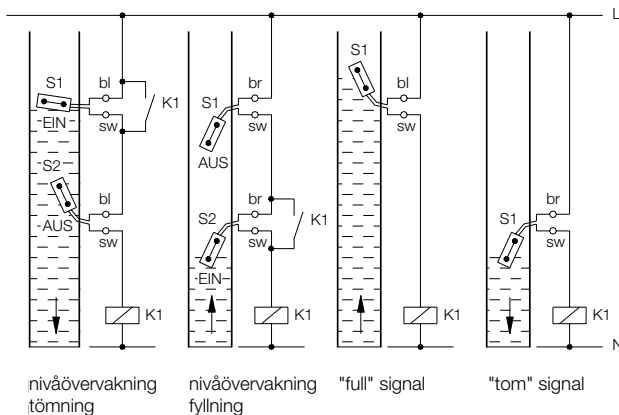 L
S1
bl
K1
EIN
sw
S2
bl
AUS
sw
K1
br
S1
sw
AUS
br
S2
K1
sw
EIN
K1
S1
bl
sw
K1
br
S1
sw
K1
N
nivåövervakning
tömning
nivåövervakning
fyllning
"full" signal
"tom" signal